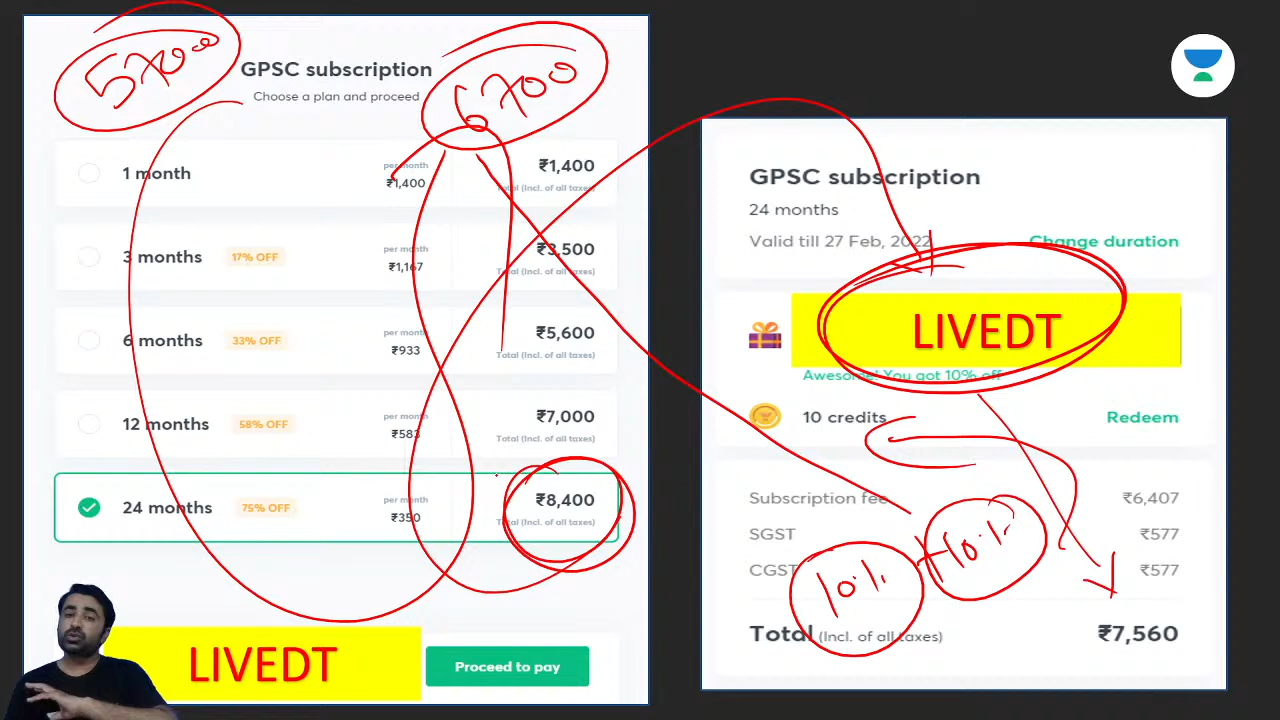 5700
6700
GPSC subscription
Choose a plan and proceed
1 month
per month
₹1,400
₹1,400
Total (Incl. of all taxes)
3 months
17% OFF
per month
₹1,167
₹3,500
Total (Incl. of all taxes)
6 months
33% OFF
per month
₹933
₹5,600
Total (Incl. of all taxes)
12 months
58% OFF
per month
₹583
₹7,000
Total (Incl. of all taxes)
24 months
75% OFF
per month
₹350
₹8,400
Total (Incl. of all taxes)
LIVEDT
Proceed to pay
GPSC subscription
24 months
Valid till 27 Feb, 2022
Change duration
LIVEDT
Awesome! You got 10% off
10 credits
Redeem
Subscription fee
₹6,407
SGST
₹577
CGST
₹577
10% + 10%
Total (Incl. of all taxes)
₹7,560